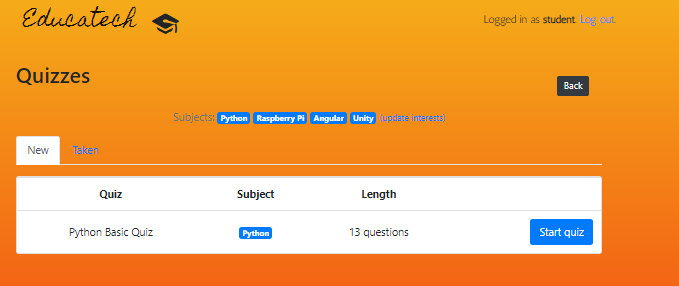 Educatech
Logged in as student. Log out.
Quizzes
Back
Subjects: Python Raspberry Pi Angular Unity (update interests)
New Taken
Quiz Subject Length
Python Basic Quiz Python 13 questions Start quiz